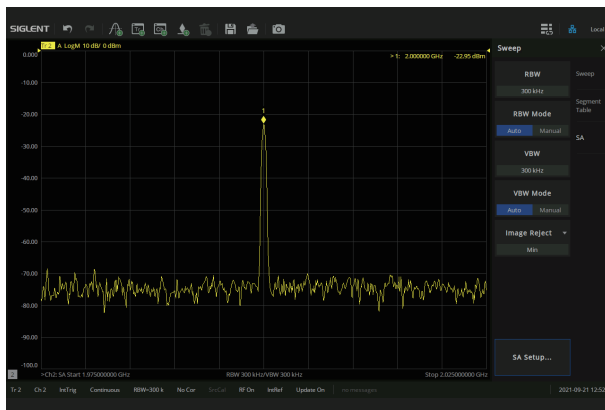 SIGLENT
Local
Tr 2 A LogM 10 dB/ 0 dBm
> 1: 2.000000 GHz -22.95 dBm
0.000
-10.00
-20.00
-30.00
-40.00
-50.00
-60.00
-70.00
-80.00
-90.00
-100.0
1
2
>Ch2: SA Start 1.975000000 GHz RBW 300 kHz/VBW 300 kHz Stop 2.025000000 GHz
Sweep X
RBW
300 kHz
RBW Mode
Auto Manual
VBW
300 kHz
VBW Mode
Auto Manual
Image Reject
Min
SA Setup...
Sweep
Segment
Table
SA
Tr 2 Ch 2 IntTrig Continuous RBW=300 k No Cor SrcCal RF On IntRef Update On no messages 2021-09-21 12:52